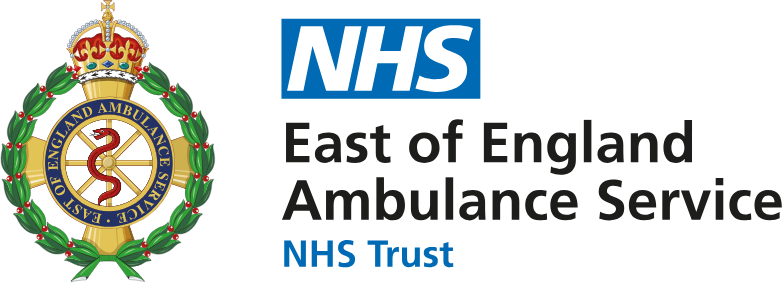 EAST OF ENGLAND AMBULANCE SERVICE
NHS
East of England
Ambulance Service
NHS Trust